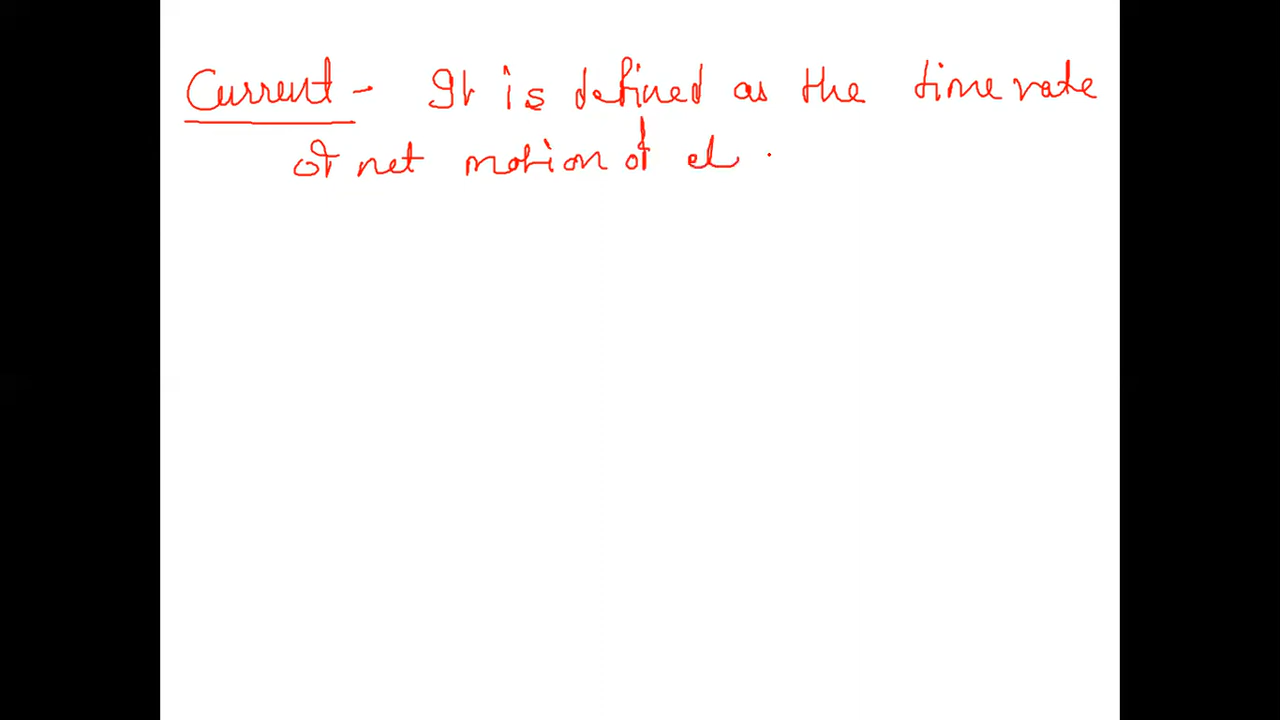 Current - It is defined as the time rate
of net motion of el